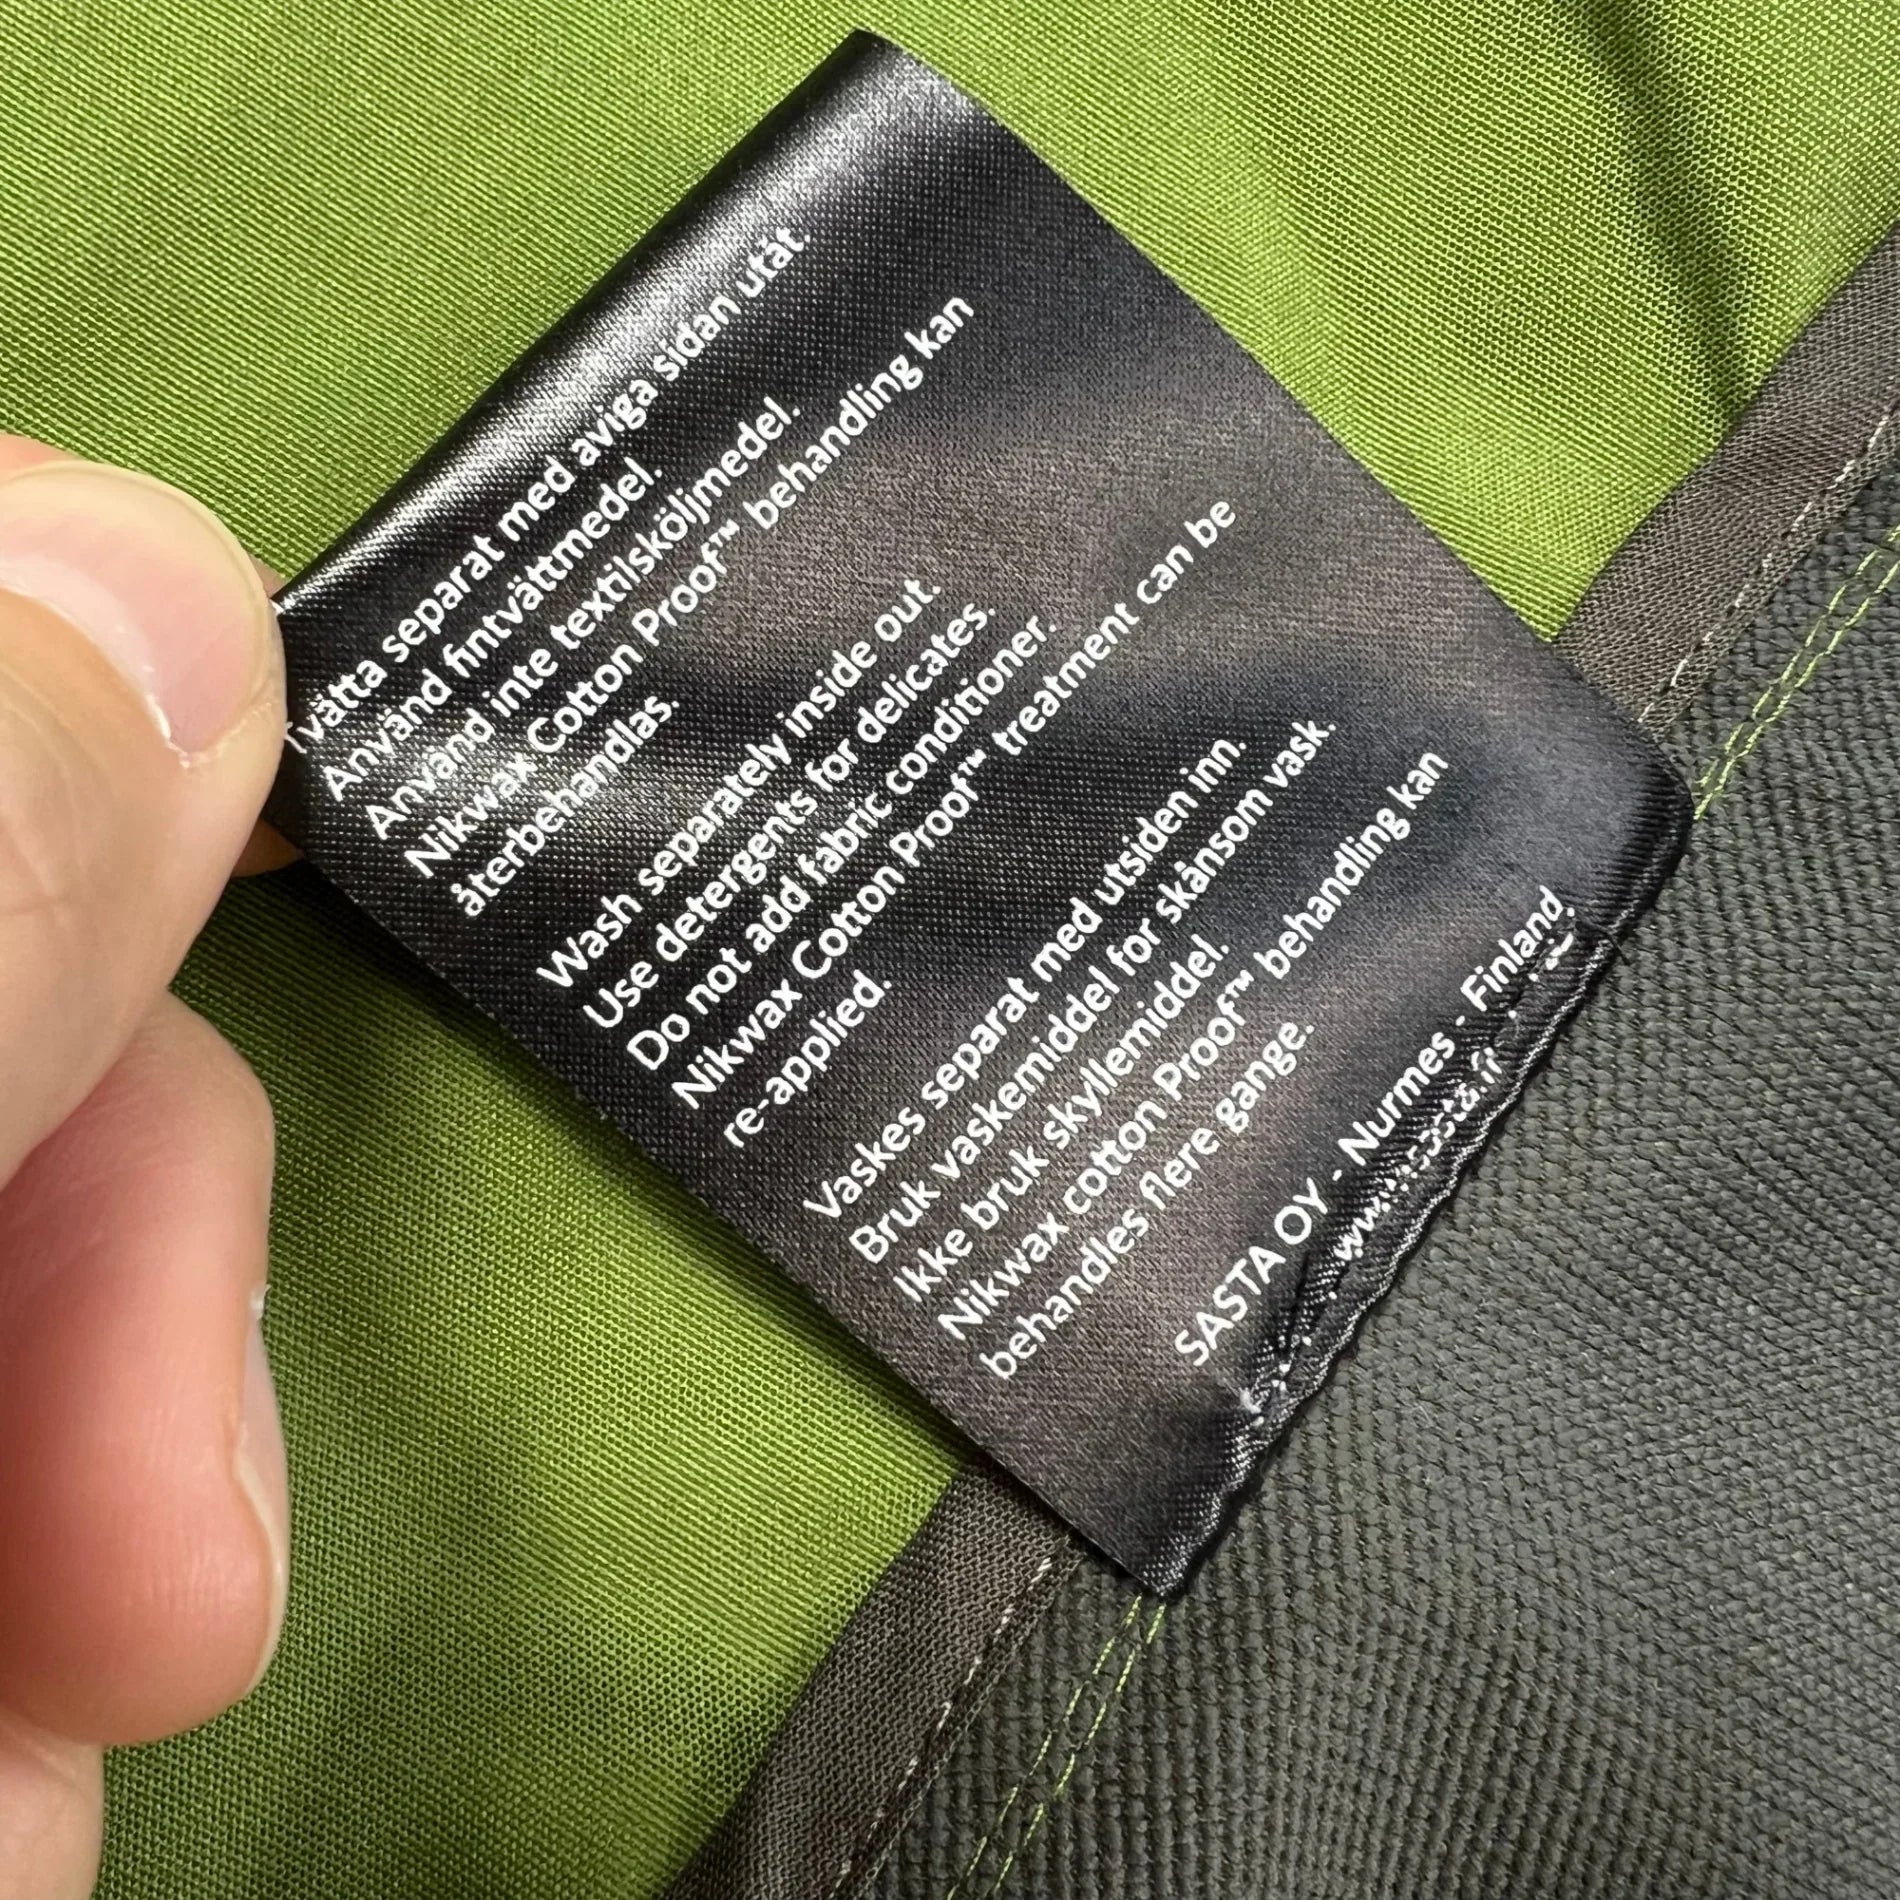 Tvätta separat med aviga sidan utåt.
Använd fintvättmedel.
Använd inte textilsköljmedel.
Nikwax Cotton Proof™ behandling kan
återbehandlas.
Wash separately inside out.
Use detergents for delicates.
Do not add fabric conditioner.
Nikwax Cotton Proof™ treatment can be
re-applied.
Vaskes separat med utsiden inn.
Bruk vaskemiddel for skånsom vask.
Ikke bruk skyllemiddel.
Nikwax cotton Proof™ behandling kan
behandles flere gange.
SASTA OY - Nurmes - Finland
www.sasta.fi